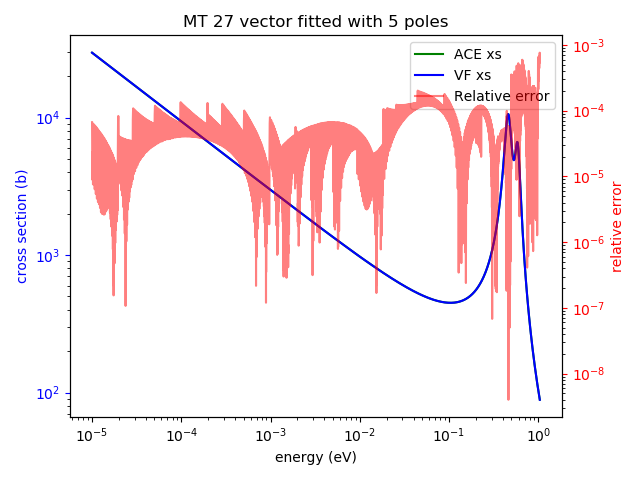 MT 27 vector fitted with 5 poles
ACE xs
VF xs
Relative error
cross section (b)
10^4
10^3
10^2
relative error
10^-3
10^-4
10^-5
10^-6
10^-7
10^-8
10^-5
10^-4
10^-3
10^-2
10^-1
10^0
energy (eV)